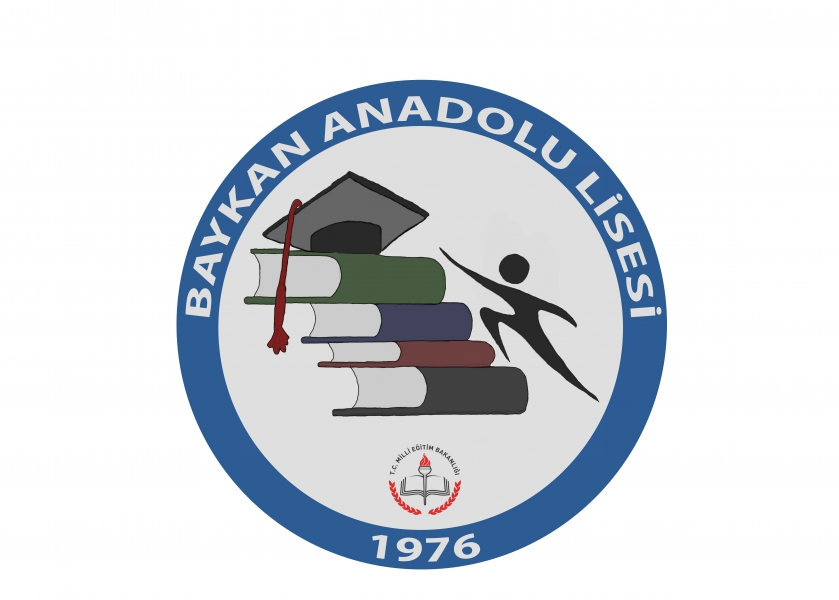 BAYKAN ANADOLU LİSESİ
T.C. MİLLİ EĞİTİM BAKANLIĞI
1976